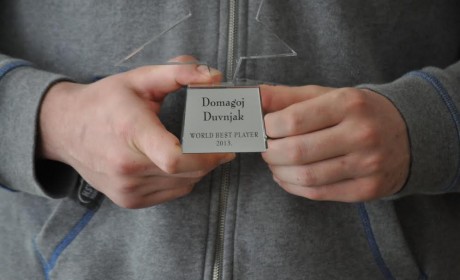 Domagoj
Duvnjak
WORLD BEST PLAYER
2013.